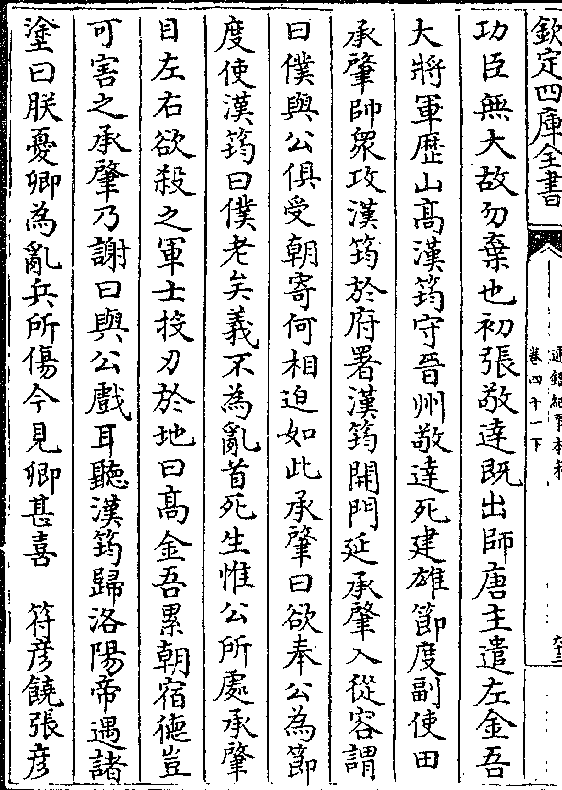 欽定四庫全書
通鑑紀事本末
卷四十一下
功臣無大故勿棄也初張敬達既出師唐主遣左金吾
大將軍歴山髙漢筠守晉州敬達死建雄節度副使田
承肇帥衆攻漢筠於府署漢筠開門延承肇入從容謂
曰僕與公俱受朝寄何相迫如此承肇曰欲奉公為節
度使漢筠曰僕老矣義不為亂首死生惟公所處承肇
目左右欲殺之軍士投刃於地曰髙金吾累朝宿徳豈
可害之承肇乃謝曰與公戲耳聽漢筠歸洛陽帝遇諸
塗曰朕憂卿為亂兵所傷今見卿甚喜　符彦饒張彦